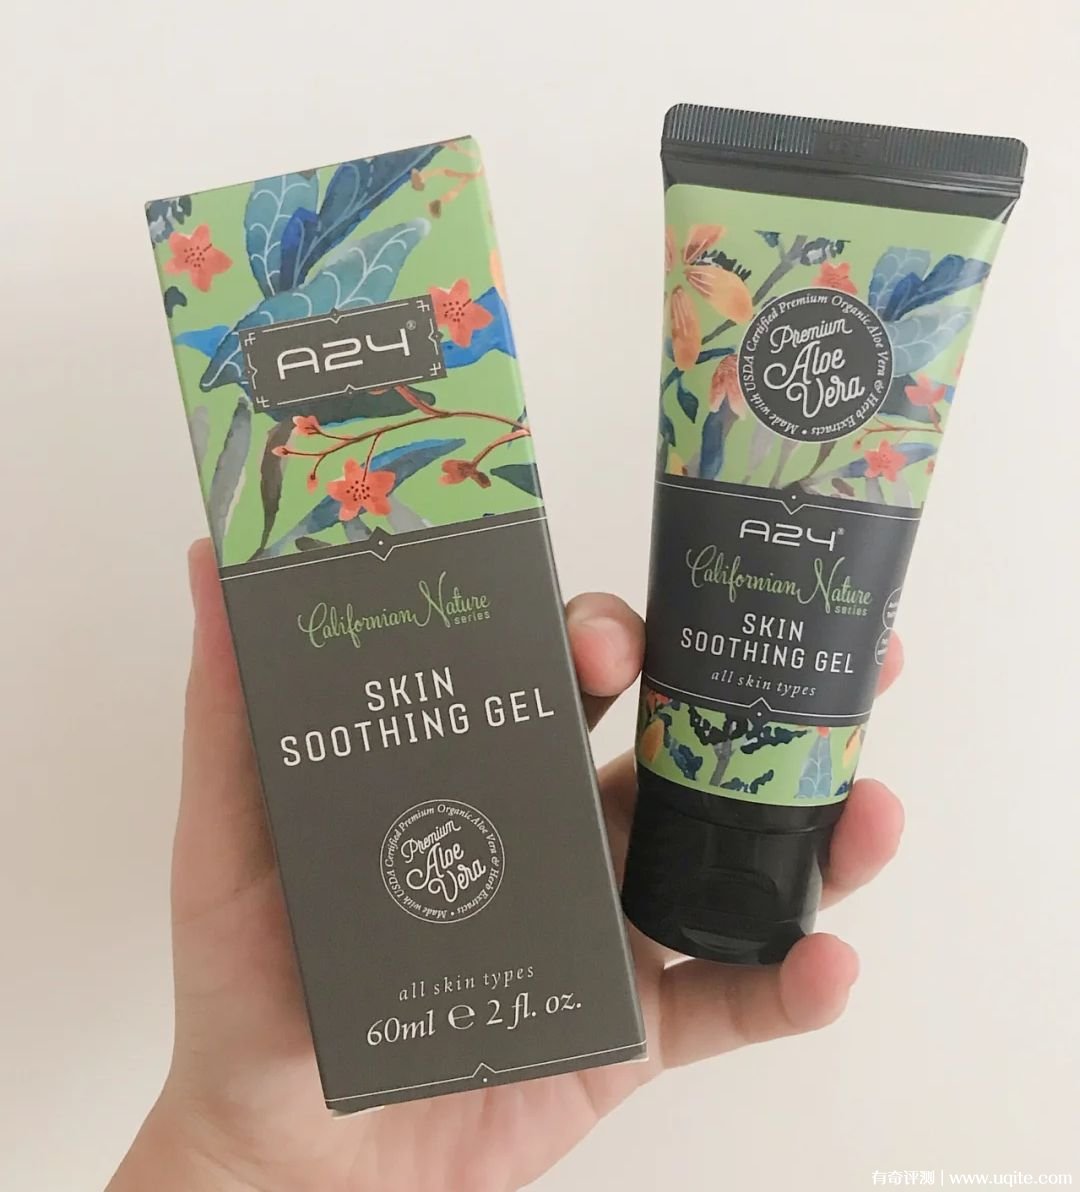 A24®
Californian Nature
series
SKIN
SOOTHING GEL
Made with USDA Certified Premium Organic Aloe Vera & Herb Extracts •
Premium
Aloe
Vera
all skin types
60ml ℮ 2 fl. oz.
Made with USDA Certified Premium Organic Aloe Vera & Herb Extracts •
Premium
Aloe
Vera
A24®
Californian Nature
series
SKIN
SOOTHING GEL
all skin types
有奇评测 | www.uqite.com